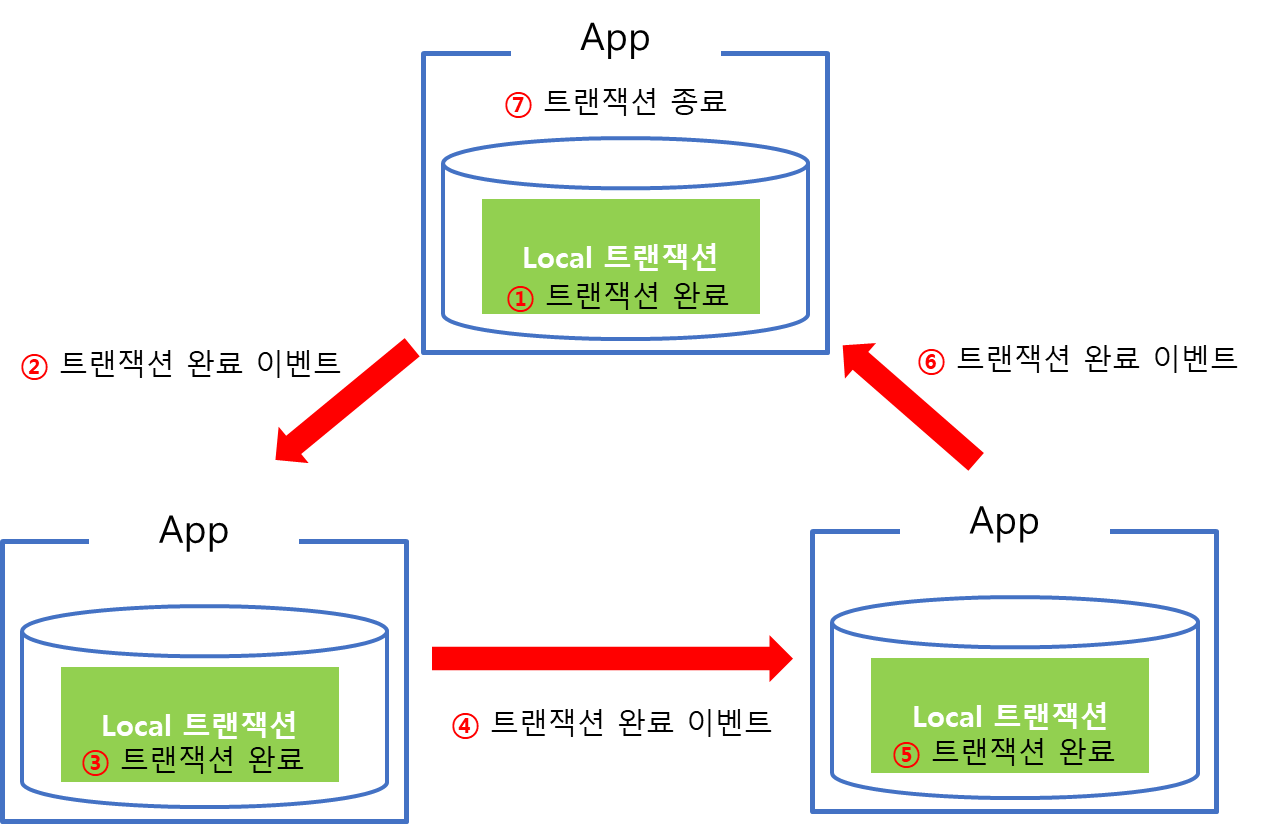 App
⑦ 트랜잭션 종료
Local 트랜잭션
① 트랜잭션 완료
② 트랜잭션 완료 이벤트
⑥ 트랜잭션 완료 이벤트
App
Local 트랜잭션
③ 트랜잭션 완료
④ 트랜잭션 완료 이벤트
App
Local 트랜잭션
⑤ 트랜잭션 완료